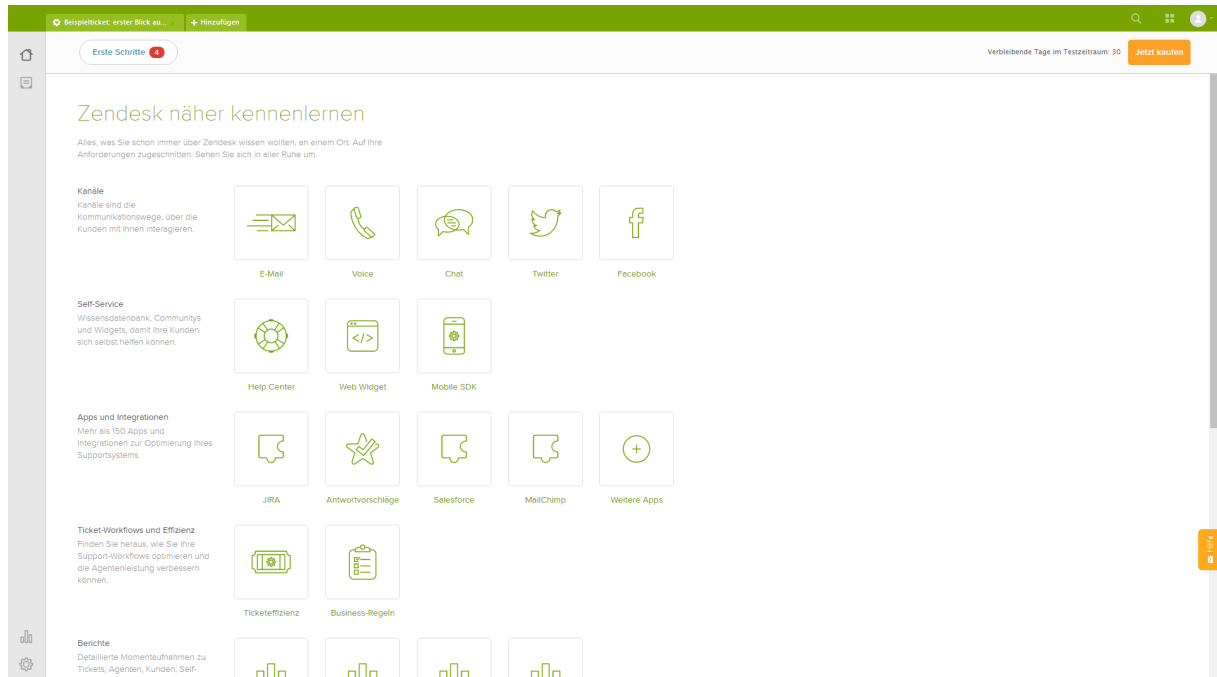 Beispielticket: erster Blick au...
+ Hinzufügen
Erste Schritte 4
Verbleibende Tage im Testzeitraum: 30
Jetzt kaufen
Zendesk näher kennenlernen
Alles, was Sie schon immer über Zendesk wissen wollten, an einem Ort. Auf Ihre
Anforderungen zugeschnitten. Sehen Sie sich in aller Ruhe um.
Kanäle
Kanäle sind die
Kommunikationswege, über die
Kunden mit Ihnen interagieren.
E-Mail
Voice
Chat
Twitter
Facebook
Self-Service
Wissensdatenbank, Communitys
und Widgets, damit Ihre Kunden
sich selbst helfen können.
Help Center
Web Widget
Mobile SDK
Apps und Integrationen
Mehr als 150 Apps und
Integrationen zur Optimierung Ihres
Supportsystems.
JIRA
Antwortvorschläge
Salesforce
MailChimp
Weitere Apps
Ticket-Workflows und Effizienz
Finden Sie heraus, wie Sie Ihre
Support-Workflows optimieren und
die Agentenleistung verbessern
können.
Ticketeffizienz
Business-Regeln
Hilfe
Berichte
Detaillierte Momentaufnahmen zu
Tickets, Agenten, Kunden, Self-